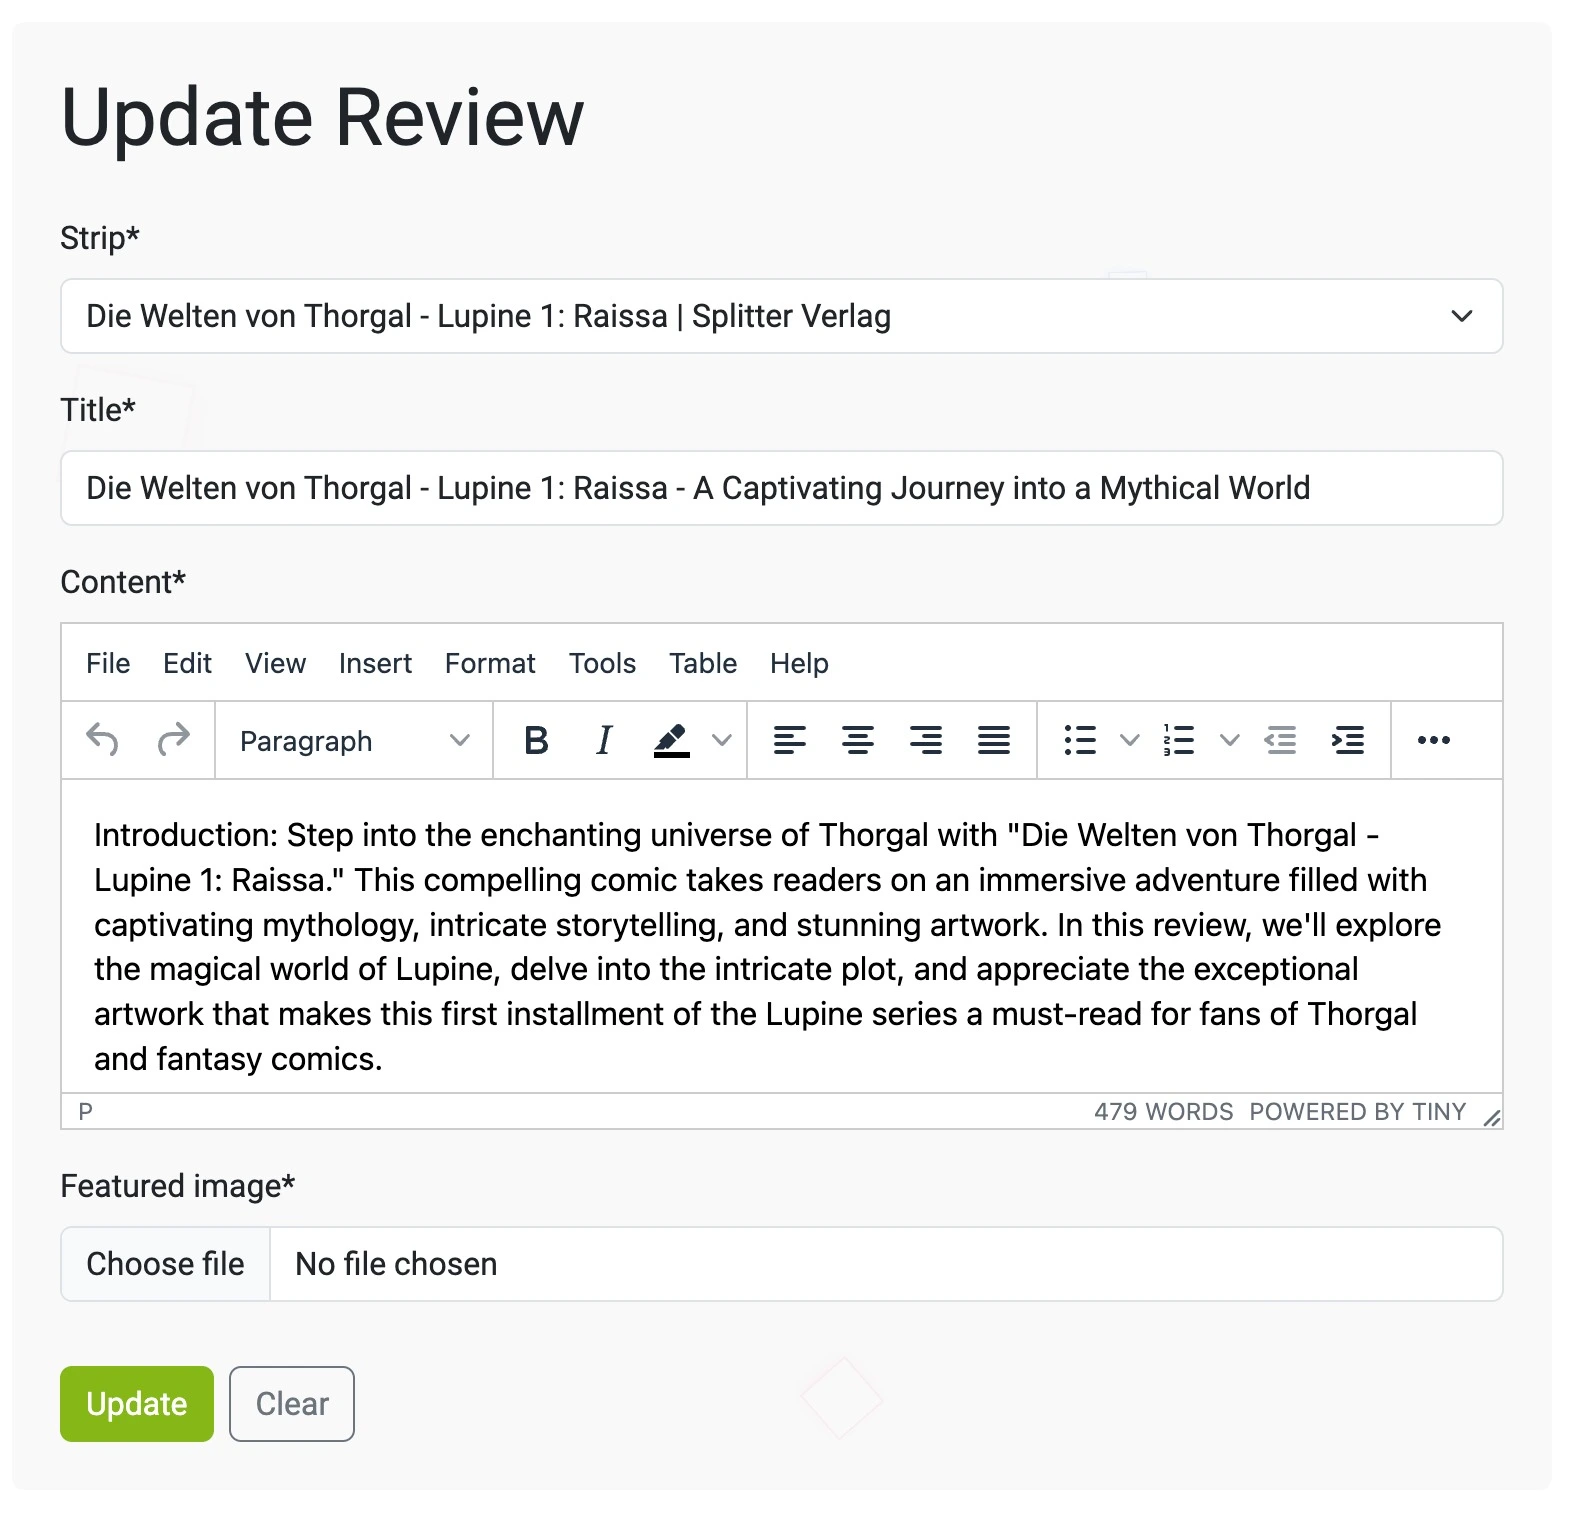 Update Review
Strip*
Die Welten von Thorgal - Lupine 1: Raissa | Splitter Verlag
Title*
Die Welten von Thorgal - Lupine 1: Raissa - A Captivating Journey into a Mythical World
Content*
File Edit View Insert Format Tools Table Help
Paragraph B I
Introduction: Step into the enchanting universe of Thorgal with "Die Welten von Thorgal -
Lupine 1: Raissa." This compelling comic takes readers on an immersive adventure filled with
captivating mythology, intricate storytelling, and stunning artwork. In this review, we'll explore
the magical world of Lupine, delve into the intricate plot, and appreciate the exceptional
artwork that makes this first installment of the Lupine series a must-read for fans of Thorgal
and fantasy comics.
P 479 WORDS POWERED BY TINY
Featured image*
Choose file No file chosen
Update Clear